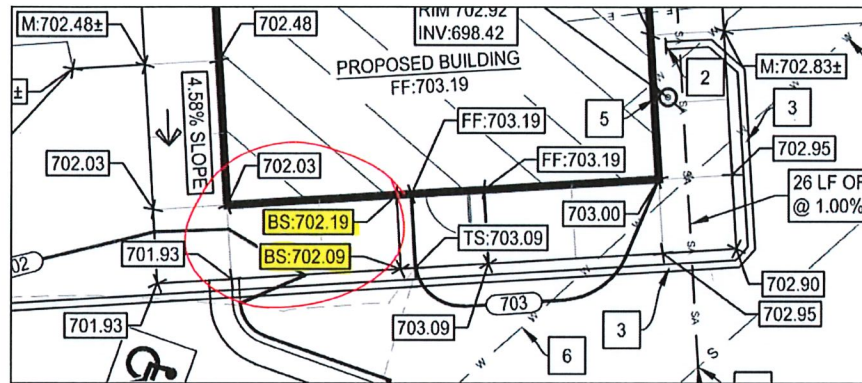 M:702.48±
702.48
RIM 702.92
INV:698.42
PROPOSED BUILDING
FF:703.19
E
E
W
M:702.83±
2
3
5
SA
±
4.58% SLOPE
FF:703.19
702.03
702.03
FF:703.19
702.95
26 LF OF
@ 1.00%
BS:702.19
703.00
SA
TS:703.09
BS:702.09
02
701.93
702.90
703
701.93
703.09
3
702.95
6
W
W
SA
S